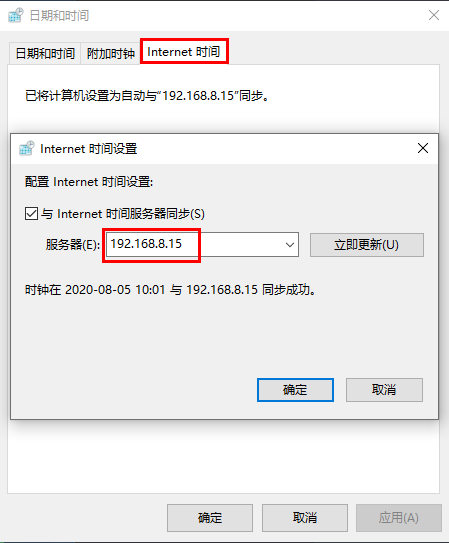 日期和时间
日期和时间 附加时钟 Internet 时间
已将计算机设置为自动与“192.168.8.15”同步。
Internet 时间设置
配置 Internet 时间设置:
与 Internet 时间服务器同步(S)
服务器(E): 192.168.8.15 立即更新(U)
时钟在 2020-08-05 10:01 与 192.168.8.15 同步成功。
确定 取消
确定 取消 应用(A)